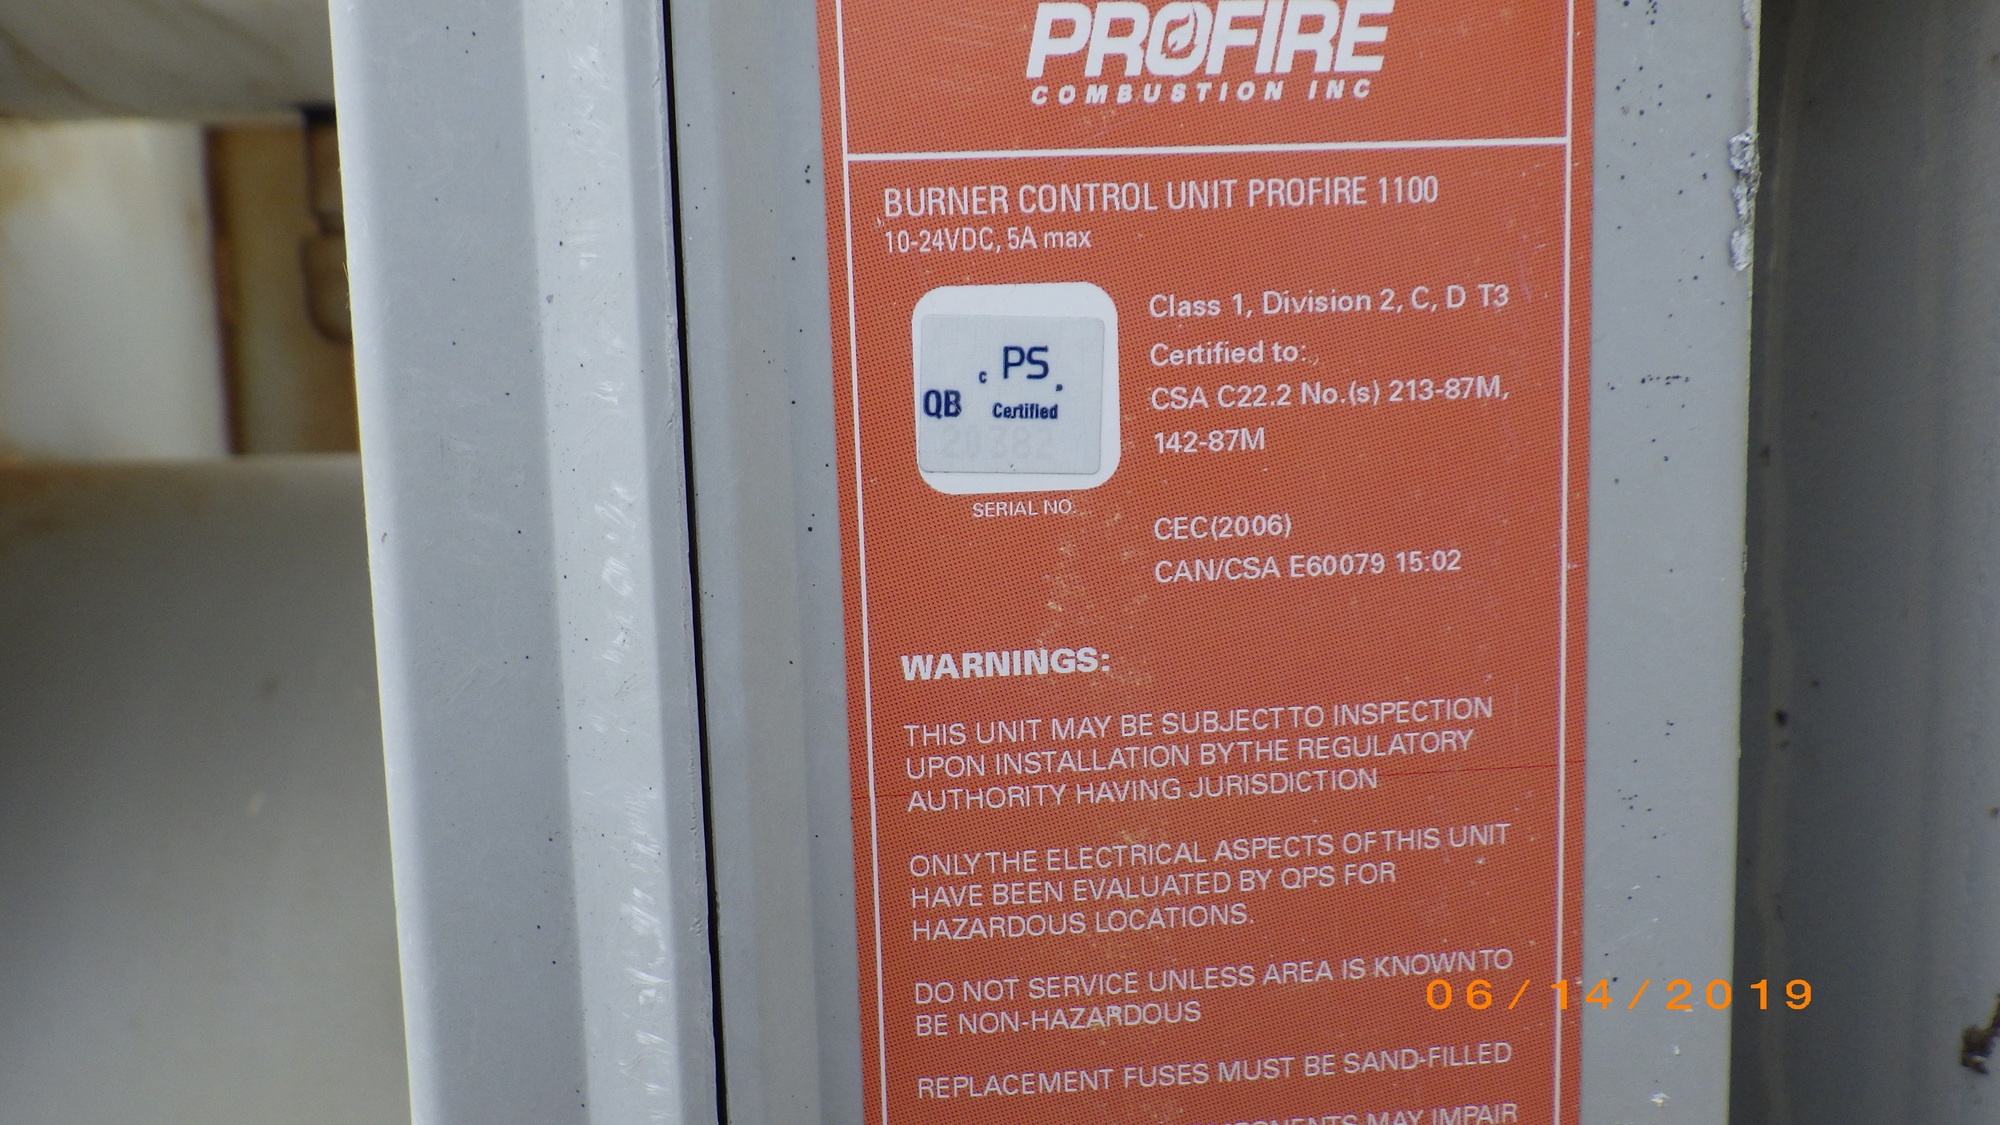 PROFIRE
COMBUSTION INC
BURNER CONTROL UNIT PROFIRE 1100
10-24VDC, 5A max
Class 1, Division 2, C, D T3
Certified to:
CSA C22.2 No.(s) 213-87M,
142-87M
c PS
QB Certified
20382
SERIAL NO.
CEC(2006)
CAN/CSA E60079 15:02
WARNINGS:
THIS UNIT MAY BE SUBJECT TO INSPECTION
UPON INSTALLATION BY THE REGULATORY
AUTHORITY HAVING JURISDICTION
ONLY THE ELECTRICAL ASPECTS OF THIS UNIT
HAVE BEEN EVALUATED BY QPS FOR
HAZARDOUS LOCATIONS.
DO NOT SERVICE UNLESS AREA IS KNOWN TO
BE NON-HAZARDOUS
06/14/2019
REPLACEMENT FUSES MUST BE SAND-FILLED
MAY IMPAIR